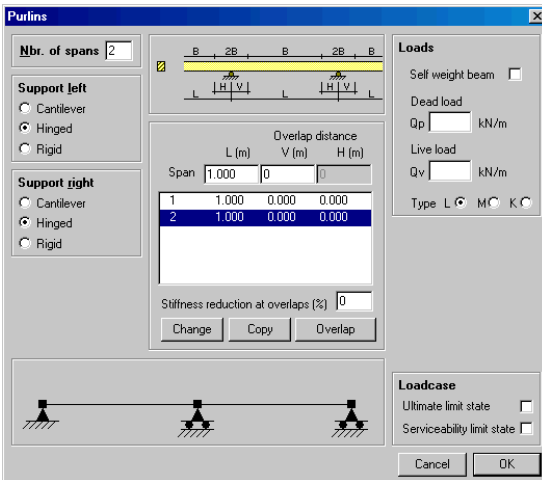 Purlins
Nbr. of spans 2
Support left
Cantilever
Hinged
Rigid
Support right
Cantilever
Hinged
Rigid
B 2B B 2B B
H V H V
L L L
Overlap distance
L (m) V (m) H (m)
Span 1.000 0 0
1 1.000 0.000 0.000
2 1.000 0.000 0.000
Stiffness reduction at overlaps (%) 0
Change Copy Overlap
Loads
Self weight beam
Dead load
Qp kN/m
Live load
Qv kN/m
Type L M K
Loadcase
Ultimate limit state
Serviceability limit state
Cancel OK